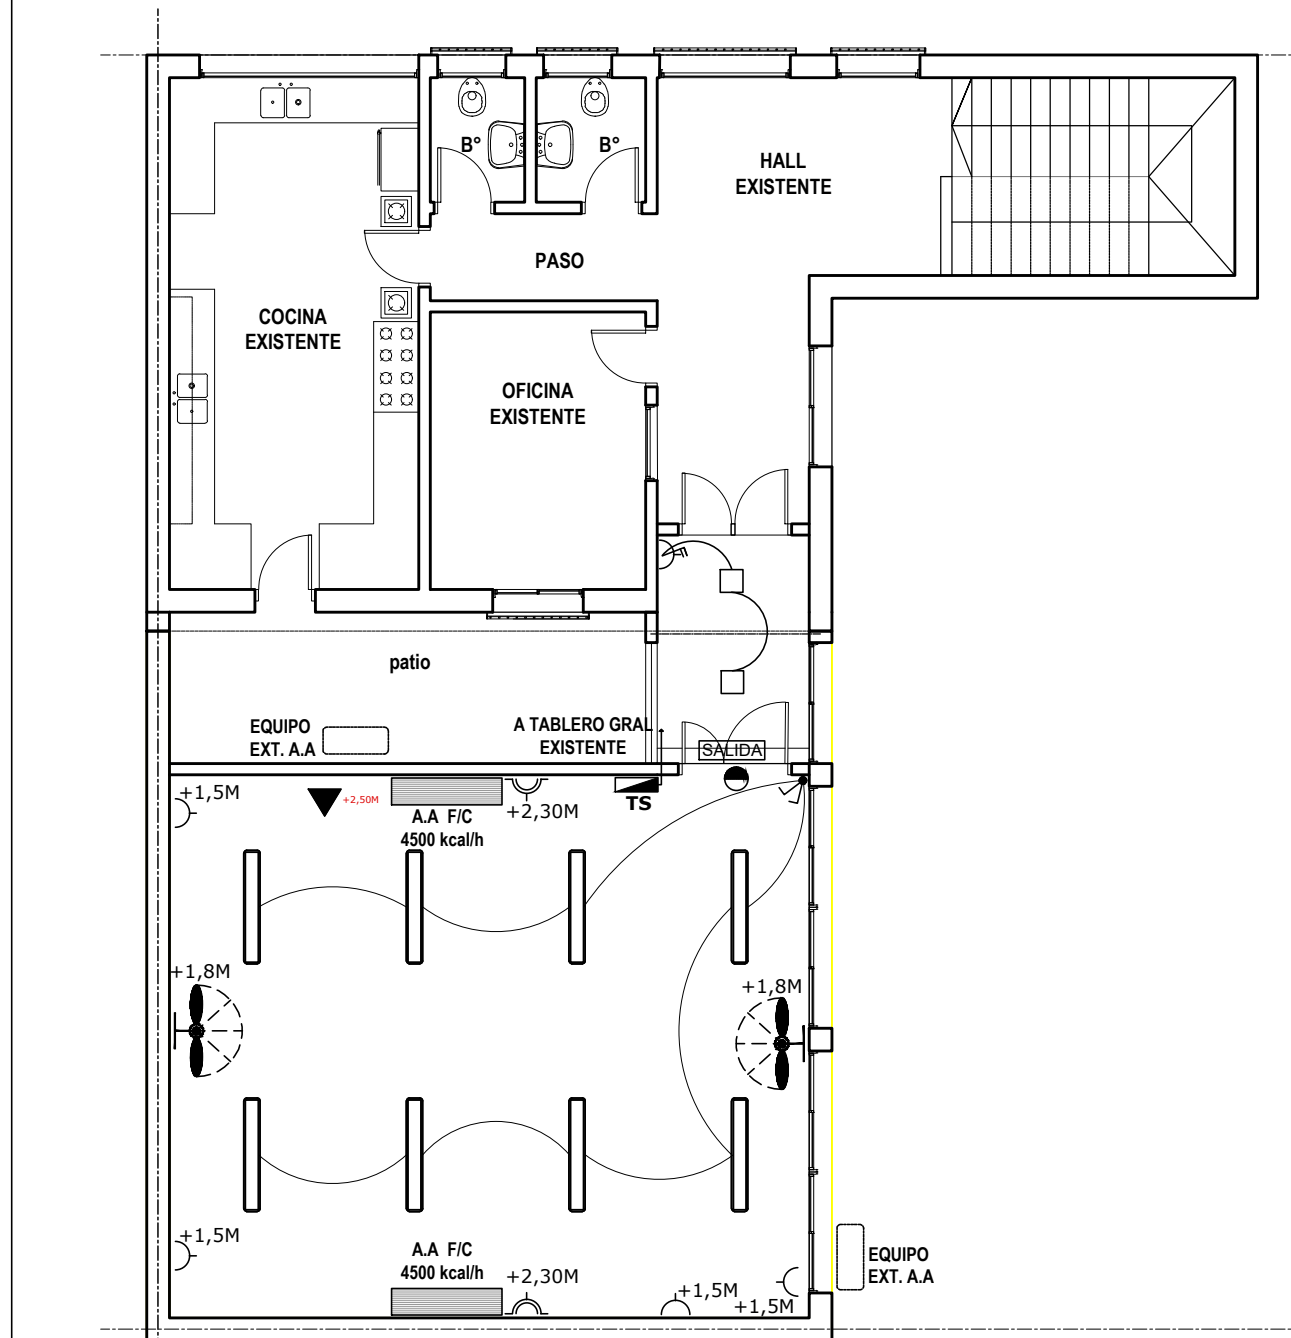 B°
B°
HALL
EXISTENTE
PASO
COCINA
EXISTENTE
OFICINA
EXISTENTE
patio
EQUIPO
EXT. A.A
A TABLERO GRAL
EXISTENTE
SALIDA
+1,5M
+2,50M
A.A F/C
4500 kcal/h
+2,30M
TS
+1,8M
+1,8M
+1,5M
A.A F/C
4500 kcal/h
+2,30M
+1,5M
+1,5M
EQUIPO
EXT. A.A